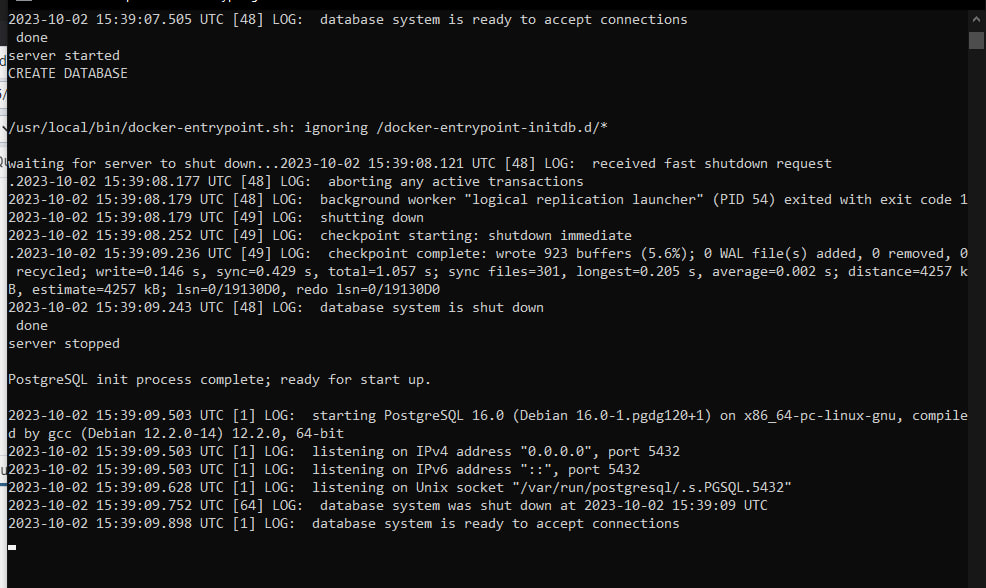 2023-10-02 15:39:07.505 UTC [48] LOG:  database system is ready to accept connections
 done
server started
CREATE DATABASE
/usr/local/bin/docker-entrypoint.sh: ignoring /docker-entrypoint-initdb.d/*
waiting for server to shut down...2023-10-02 15:39:08.121 UTC [48] LOG:  received fast shutdown request
.2023-10-02 15:39:08.177 UTC [48] LOG:  aborting any active transactions
2023-10-02 15:39:08.179 UTC [48] LOG:  background worker "logical replication launcher" (PID 54) exited with exit code 1
2023-10-02 15:39:08.179 UTC [49] LOG:  shutting down
2023-10-02 15:39:08.252 UTC [49] LOG:  checkpoint starting: shutdown immediate
.2023-10-02 15:39:09.236 UTC [49] LOG:  checkpoint complete: wrote 923 buffers (5.6%); 0 WAL file(s) added, 0 removed, 0
 recycled; write=0.146 s, sync=0.429 s, total=1.057 s; sync files=301, longest=0.205 s, average=0.002 s; distance=4257 k
B, estimate=4257 kB; lsn=0/19130D0, redo lsn=0/19130D0
2023-10-02 15:39:09.243 UTC [48] LOG:  database system is shut down
 done
server stopped
PostgreSQL init process complete; ready for start up.
2023-10-02 15:39:09.503 UTC [1] LOG:  starting PostgreSQL 16.0 (Debian 16.0-1.pgdg120+1) on x86_64-pc-linux-gnu, compile
d by gcc (Debian 12.2.0-14) 12.2.0, 64-bit
2023-10-02 15:39:09.503 UTC [1] LOG:  listening on IPv4 address "0.0.0.0", port 5432
2023-10-02 15:39:09.503 UTC [1] LOG:  listening on IPv6 address "::", port 5432
2023-10-02 15:39:09.628 UTC [1] LOG:  listening on Unix socket "/var/run/postgresql/.s.PGSQL.5432"
2023-10-02 15:39:09.752 UTC [64] LOG:  database system was shut down at 2023-10-02 15:39:09 UTC
2023-10-02 15:39:09.898 UTC [1] LOG:  database system is ready to accept connections